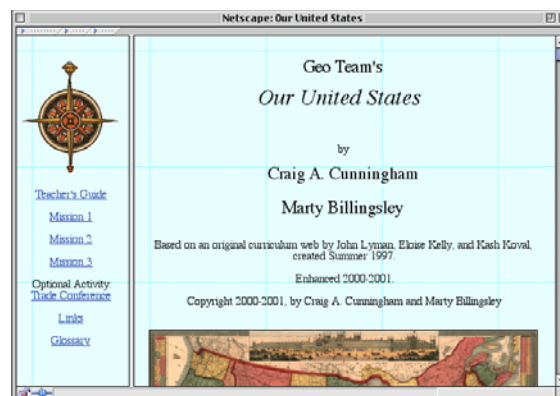 Netscape: Our United States
Teacher's Guide
Mission 1
Mission 2
Mission 3
Optional Activity:
Trade Conference
Links
Glossary
Geo Team's
Our United States
by
Craig A. Cunningham
Marty Billingsley
Based on an original curriculum web by John Lyman, Eloise Kelly, and Kash Koval,
created Summer 1997.
Enhanced 2000-2001.
Copyright 2000-2001, by Craig A. Cunningham and Marty Billingsley